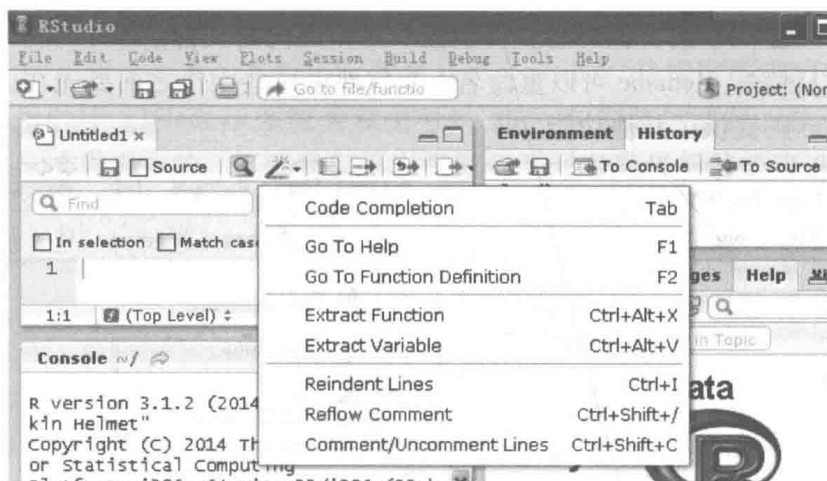 RStudio
File Edit Code View Plots Session Build Debug Tools Help
Go to file/functio
Project: (Nor
Untitled1 ×
Source
Find
In selection Match cas
1
1:1 (Top Level)
Code Completion Tab
Go To Help F1
Go To Function Definition F2
Extract Function Ctrl+Alt+X
Extract Variable Ctrl+Alt+V
Reindent Lines Ctrl+I
Reflow Comment Ctrl+Shift+/
Comment/Uncomment Lines Ctrl+Shift+C
Environment History
To Console To Source
ges Help Vi
in Topic
ata
R
Console ~/
R version 3.1.2 (2014
kin Helmet"
Copyright (C) 2014 Th
or Statistical Computing